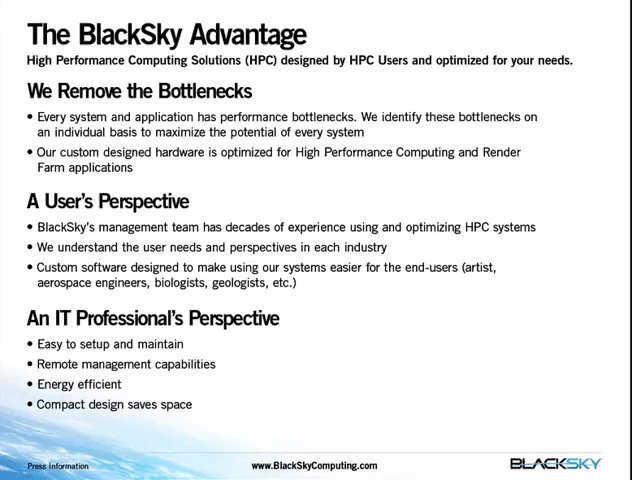 The BlackSky Advantage
High Performance Computing Solutions (HPC) designed by HPC Users and optimized for your needs.
We Remove the Bottlenecks
• Every system and application has performance bottlenecks. We identify these bottlenecks on
an individual basis to maximize the potential of every system
• Our custom designed hardware is optimized for High Performance Computing and Render
Farm applications
A User's Perspective
• BlackSky's management team has decades of experience using and optimizing HPC systems
• We understand the user needs and perspectives in each industry
• Custom software designed to make using our systems easier for the end-users (artist,
aerospace engineers, biologists, geologists, etc.)
An IT Professional's Perspective
• Easy to setup and maintain
• Remote management capabilities
• Energy efficient
• Compact design saves space
Press Information
www.BlackSkyComputing.com
BLACKSKY